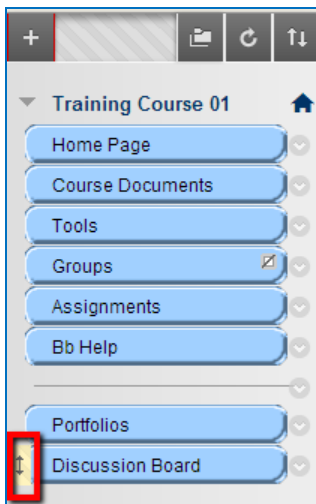 Training Course 01
Home Page
Course Documents
Tools
Groups
Assignments
Bb Help
Portfolios
Discussion Board